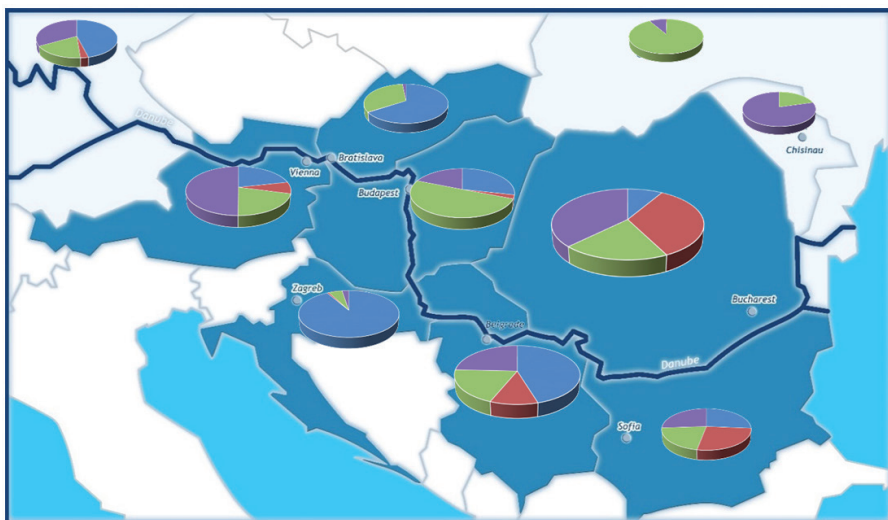 Danube
Chisinau
Bratislava
Vienna
Budapest
Zagreb
Bucharest
Belgrade
Danube
Sofia